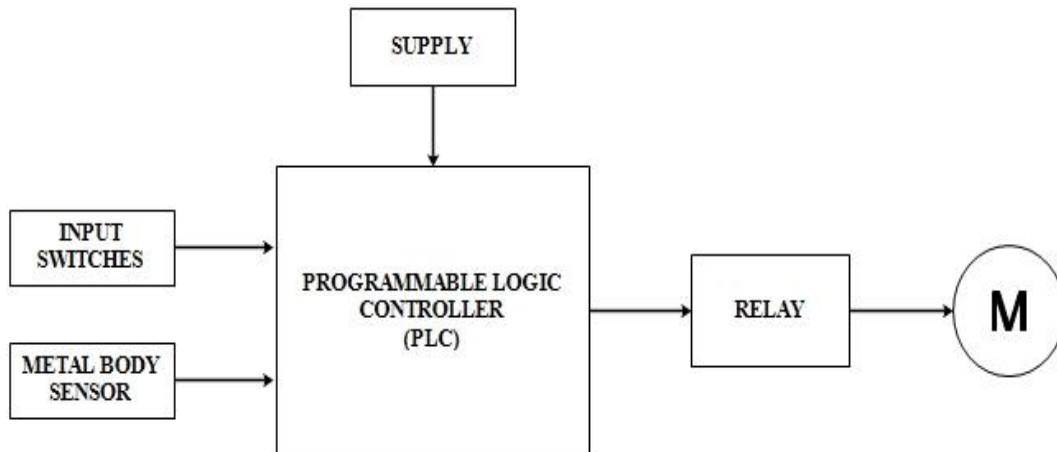 SUPPLY
INPUT
SWITCHES
METAL BODY
SENSOR
PROGRAMMABLE LOGIC
CONTROLLER
(PLC)
RELAY
M